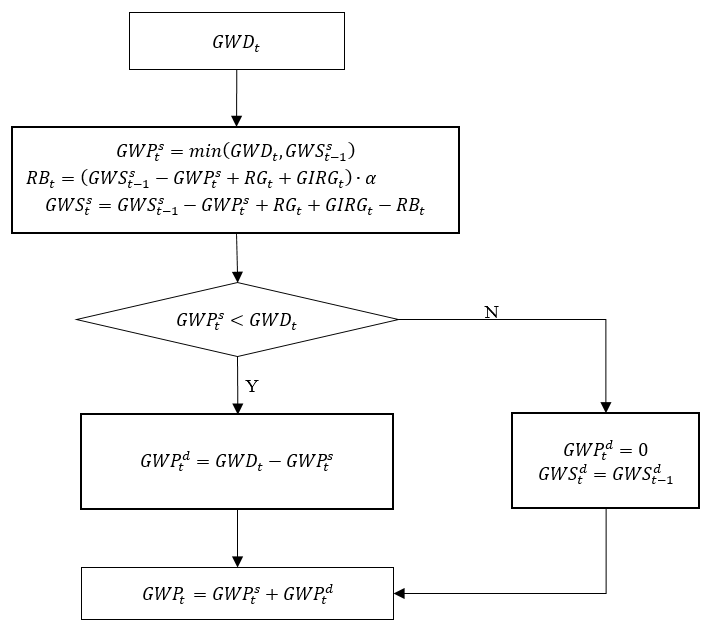 GWD_t
GWP_t^s = min(GWD_t, GWS_{t-1}^s)
RB_t = (GWS_{t-1}^s − GWP_t^s + RG_t + GIRG_t) · α
GWS_t^s = GWS_{t-1}^s − GWP_t^s + RG_t + GIRG_t − RB_t
GWP_t^s < GWD_t
N
Y
GWP_t^d = GWD_t − GWP_t^s
GWP_t^d = 0
GWS_t^d = GWS_{t-1}^d
GWP_t = GWP_t^s + GWP_t^d